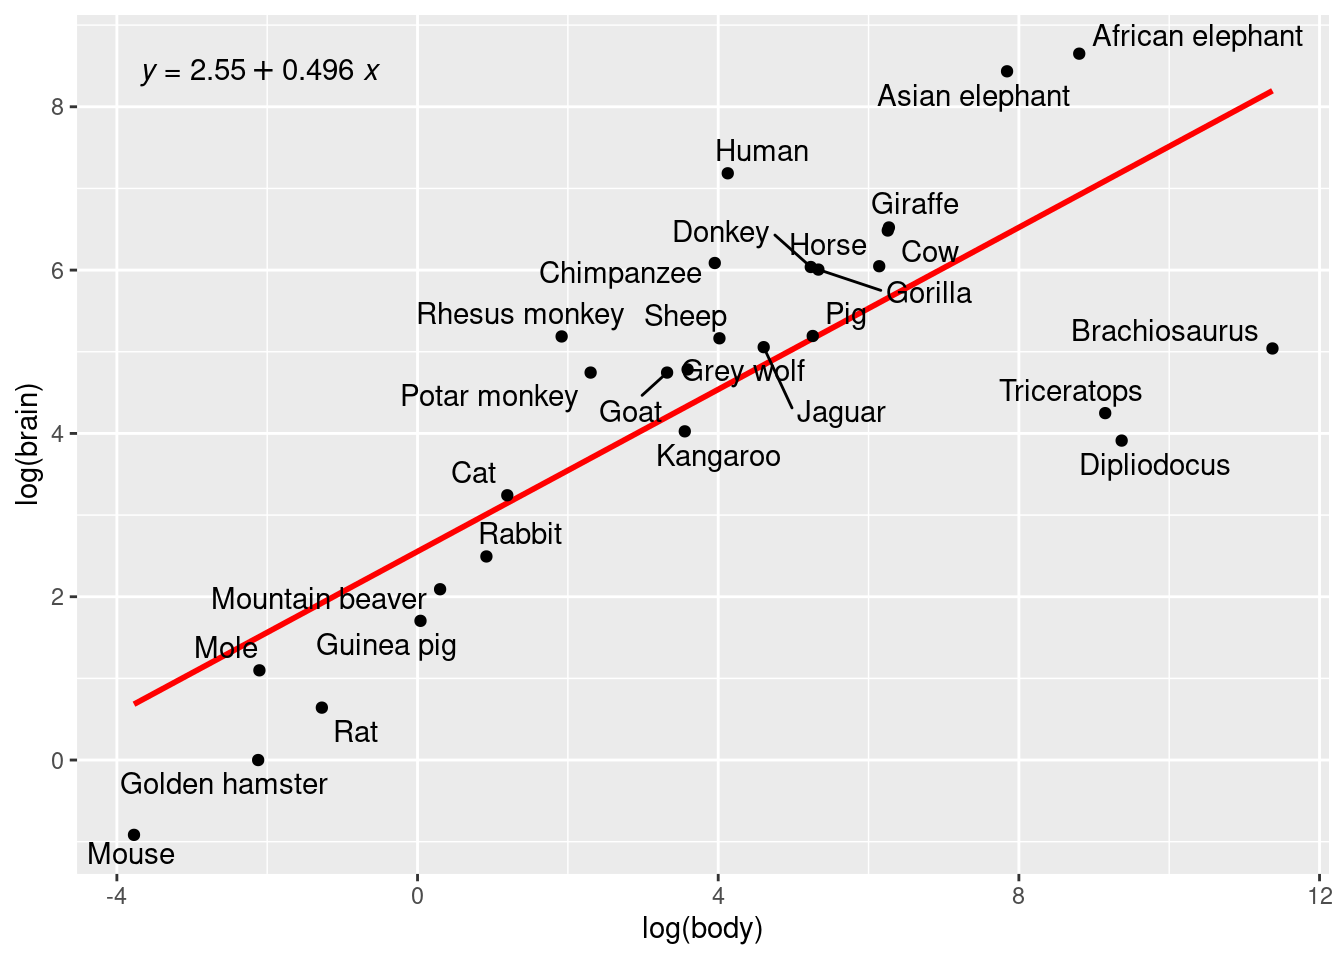 African elephant
y = 2.55 + 0.496 x
Asian elephant
8
Human
Giraffe
Donkey
Horse
Cow
6
Chimpanzee
Gorilla
Rhesus monkey
Sheep
Pig
Brachiosaurus
Grey wolf
Triceratops
Potar monkey
Goat
Jaguar
4
Kangaroo
Dipliodocus
log(brain)
Cat
Rabbit
2
Mountain beaver
Mole
Guinea pig
Rat
0
Golden hamster
Mouse
-4
0
4
8
12
log(body)